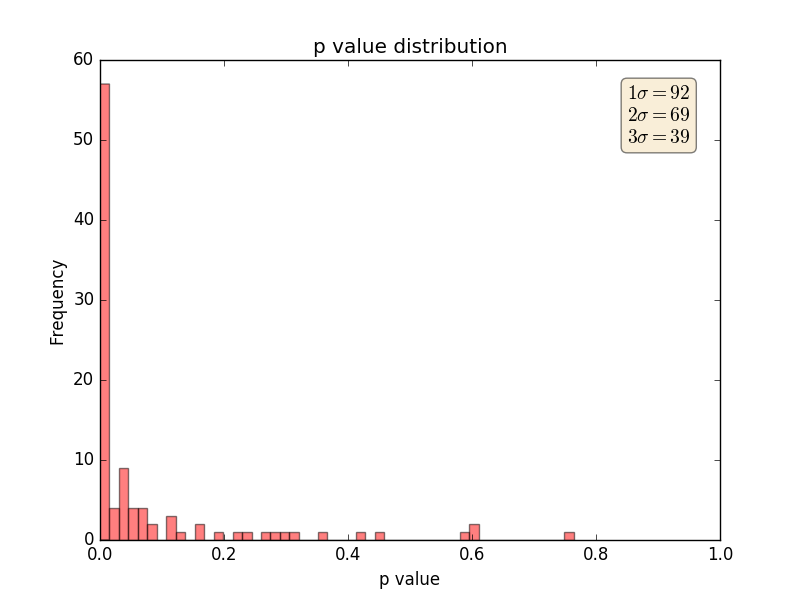 p value distribution
1σ = 92
2σ = 69
3σ = 39
60
50
40
30
20
10
0
Frequency
0.0 0.2 0.4 0.6 0.8 1.0
p value